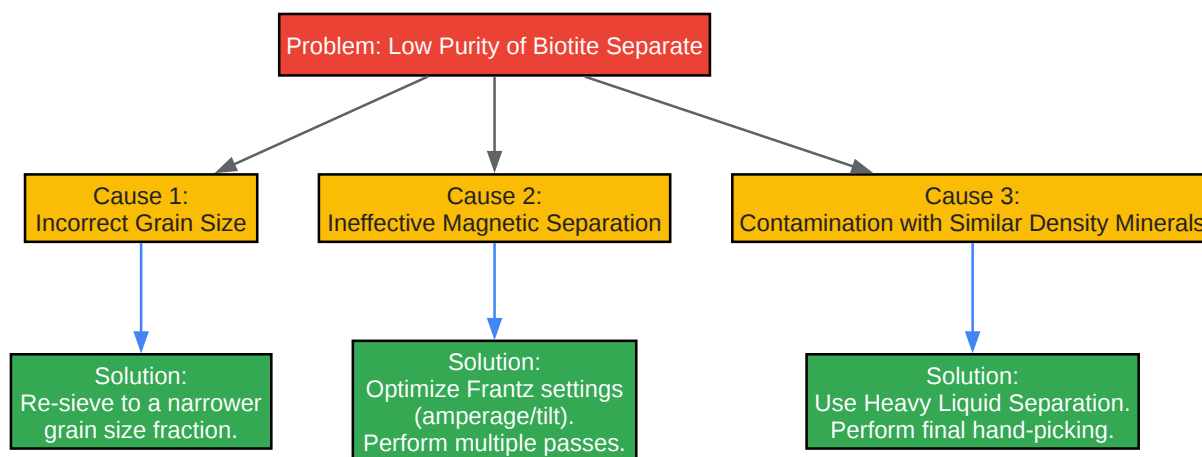 Problem: Low Purity of Biotite Separate
Cause 1:
Incorrect Grain Size
Cause 2:
Ineffective Magnetic Separation
Cause 3:
Contamination with Similar Density Minerals
Solution:
Re-sieve to a narrower
grain size fraction.
Solution:
Optimize Frantz settings
(amperage/tilt).
Perform multiple passes.
Solution:
Use Heavy Liquid Separation.
Perform final hand-picking.